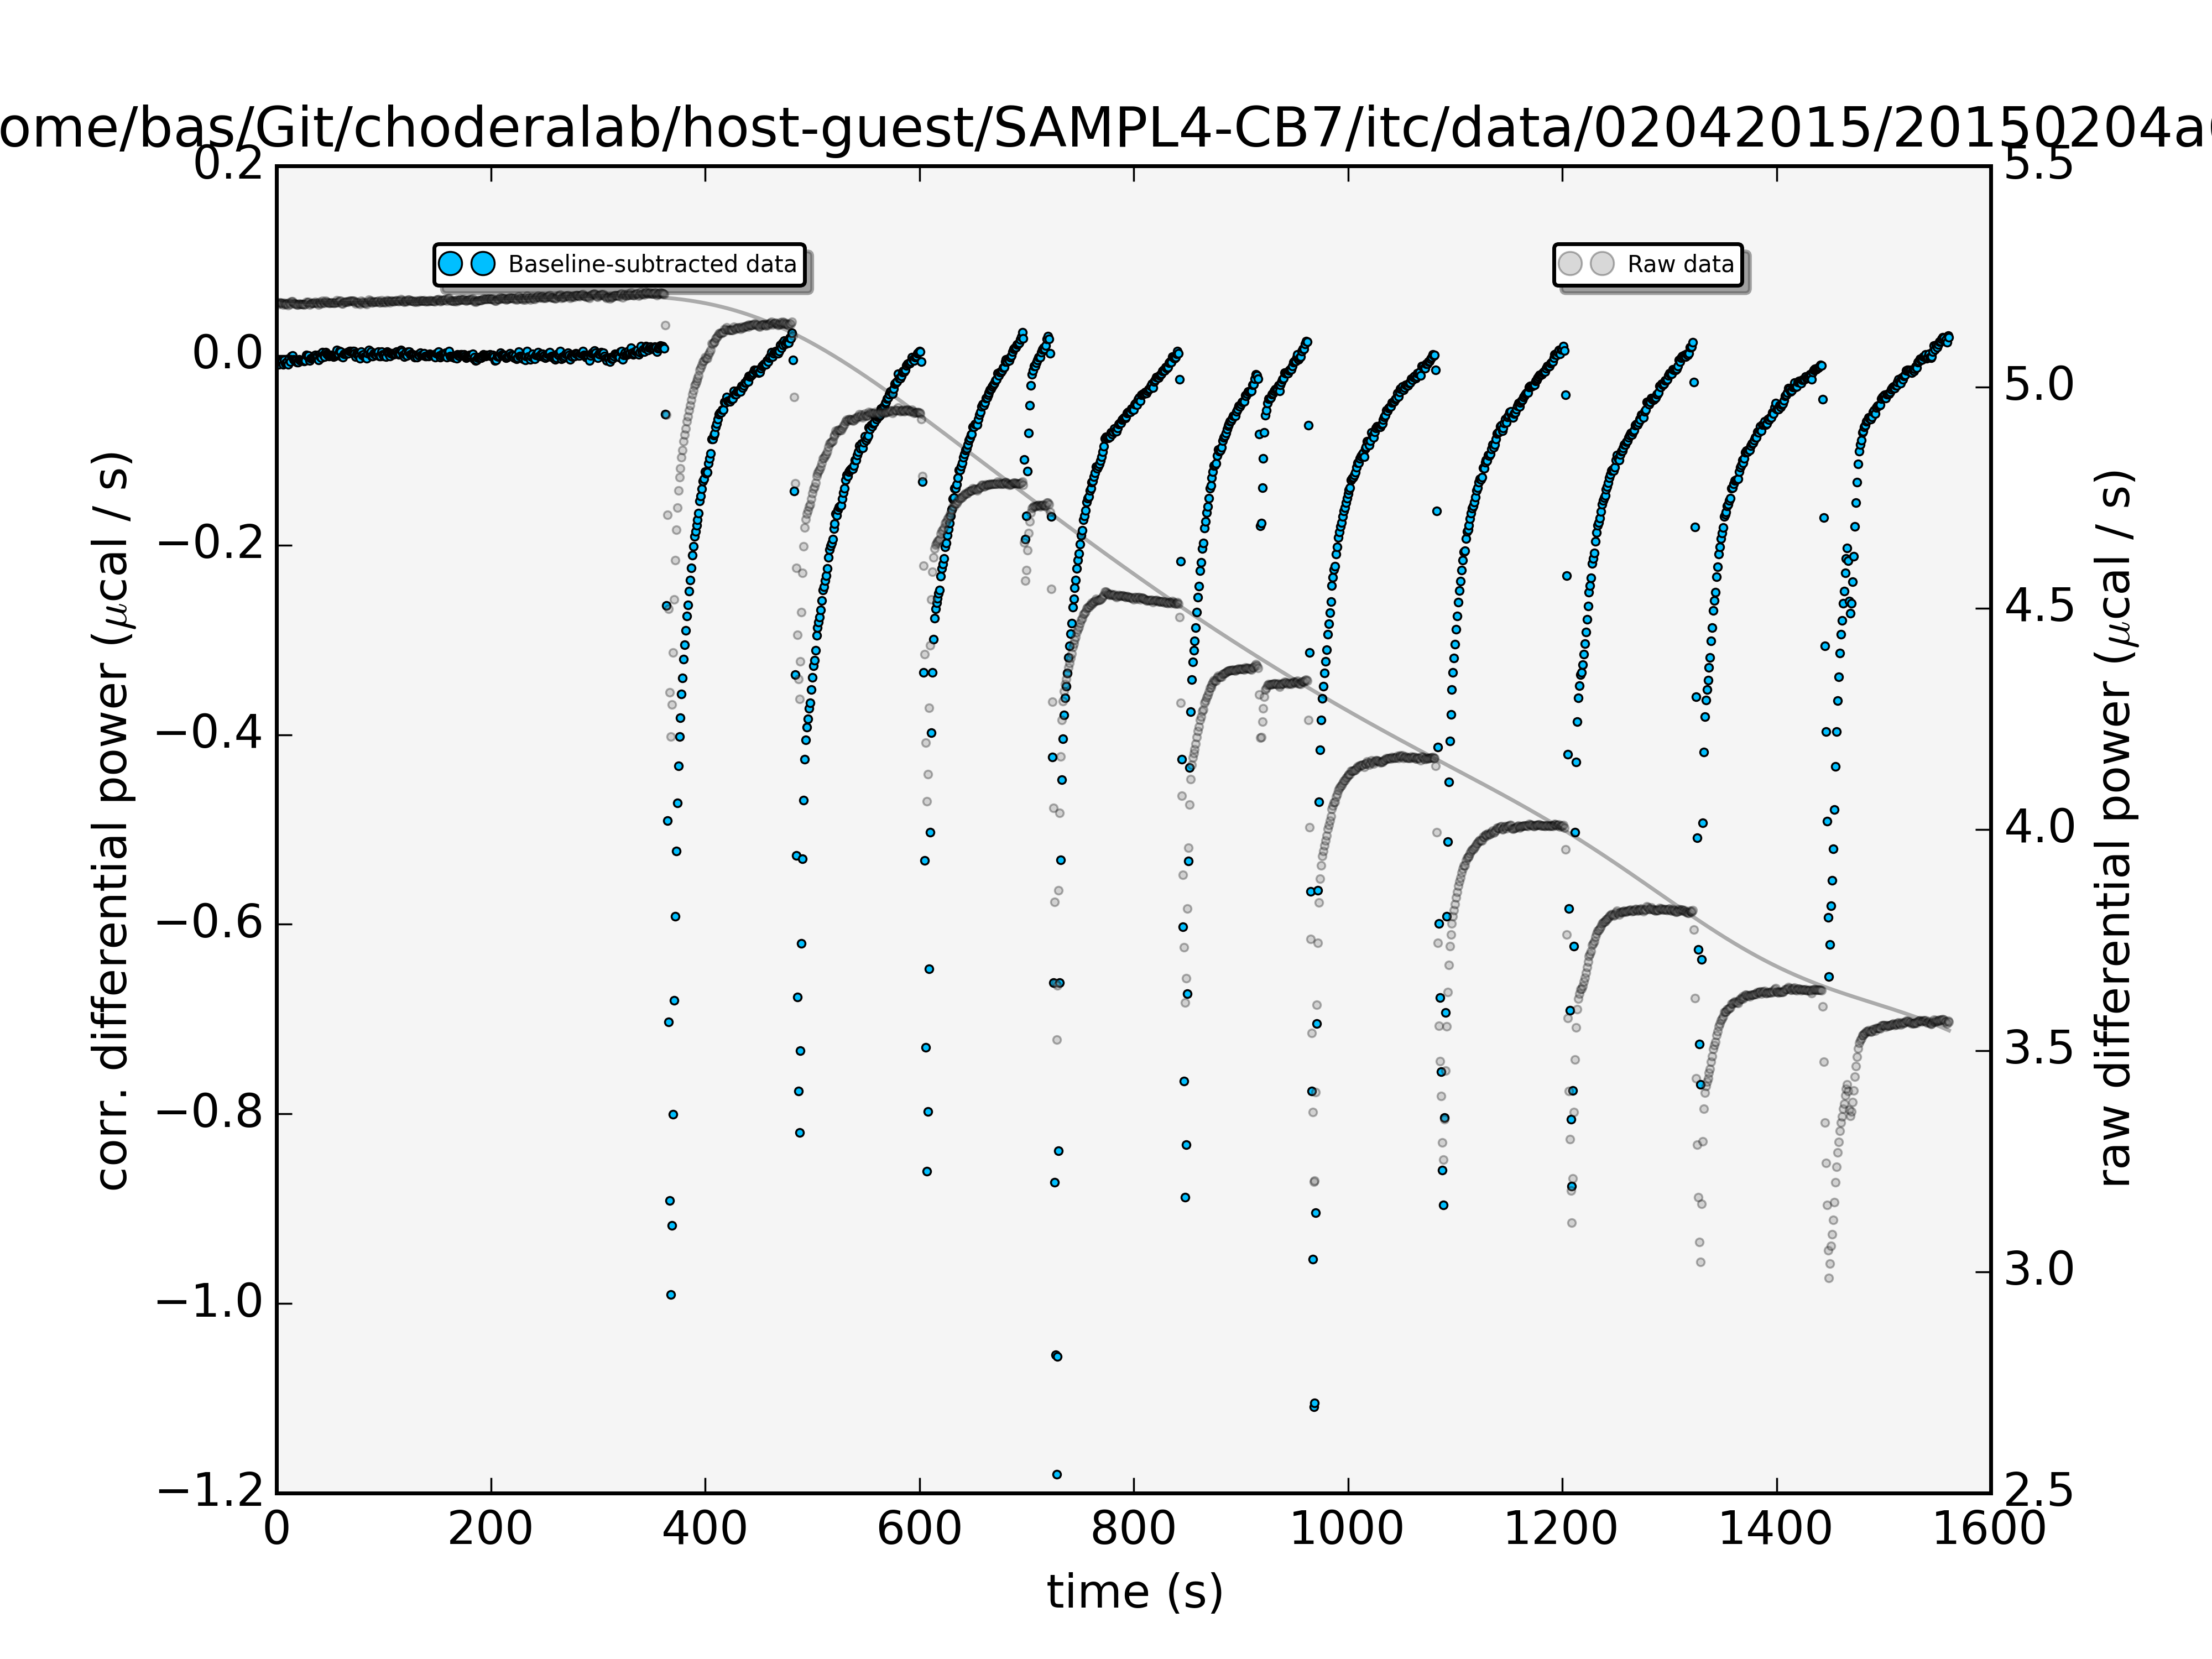 ome/bas/Git/choderalab/host-guest/SAMPL4-CB7/itc/data/02042015/20150204a
Baseline-subtracted data
Raw data
0.2
0.0
−0.2
−0.4
−0.6
−0.8
−1.0
−1.2
corr. differential power (μcal / s)
5.5
5.0
4.5
4.0
3.5
3.0
2.5
raw differential power (μcal / s)
0 200 400 600 800 1000 1200 1400 1600
time (s)